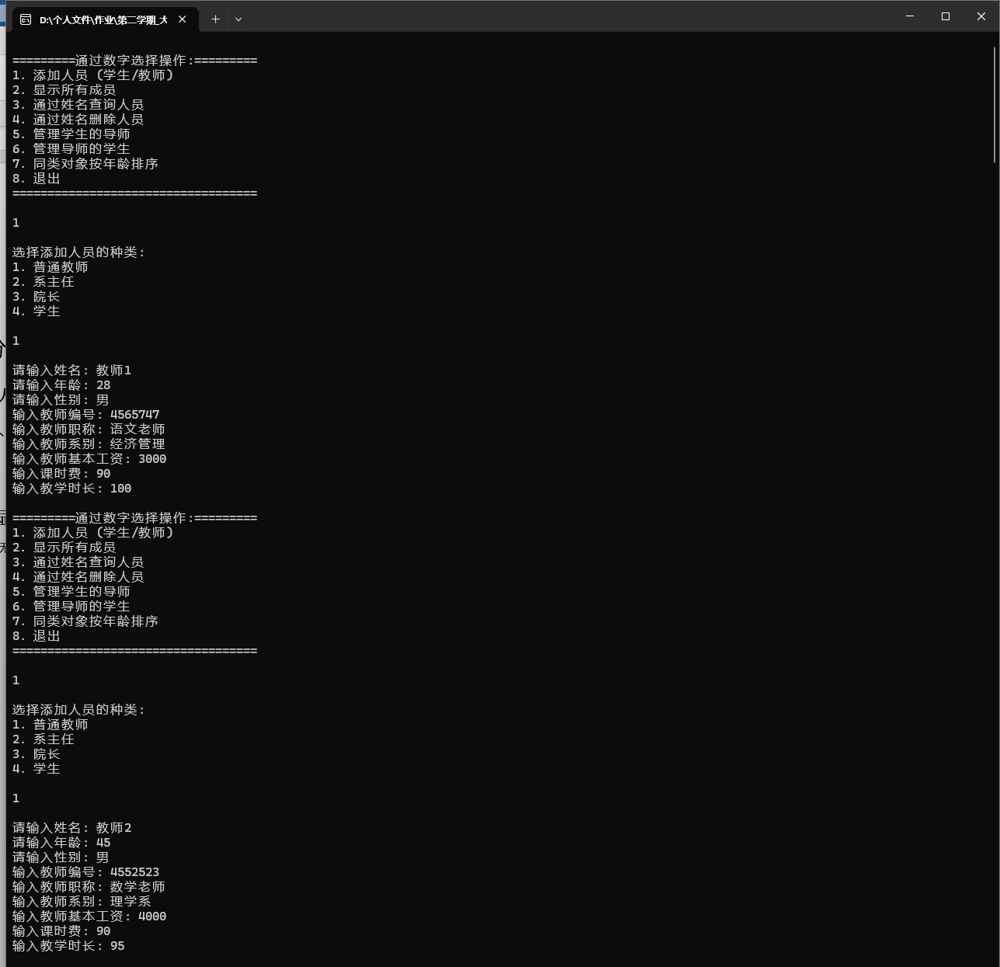 D:\个人文件\作业\第二学期_大
=========通过数字选择操作:=========
1. 添加人员 (学生/教师)
2. 显示所有成员
3. 通过姓名查询人员
4. 通过姓名删除人员
5. 管理学生的导师
6. 管理导师的学生
7. 同类对象按年龄排序
8. 退出
===================================
1
选择添加人员的种类:
1. 普通教师
2. 系主任
3. 院长
4. 学生
1
请输入姓名: 教师1
请输入年龄: 28
请输入性别: 男
输入教师编号: 4565747
输入教师职称: 语文老师
输入教师系别: 经济管理
输入教师基本工资: 3000
输入课时费: 90
输入教学时长: 100
=========通过数字选择操作:=========
1. 添加人员 (学生/教师)
2. 显示所有成员
3. 通过姓名查询人员
4. 通过姓名删除人员
5. 管理学生的导师
6. 管理导师的学生
7. 同类对象按年龄排序
8. 退出
===================================
1
选择添加人员的种类:
1. 普通教师
2. 系主任
3. 院长
4. 学生
1
请输入姓名: 教师2
请输入年龄: 45
请输入性别: 男
输入教师编号: 4552523
输入教师职称: 数学老师
输入教师系别: 理学系
输入教师基本工资: 4000
输入课时费: 90
输入教学时长: 95